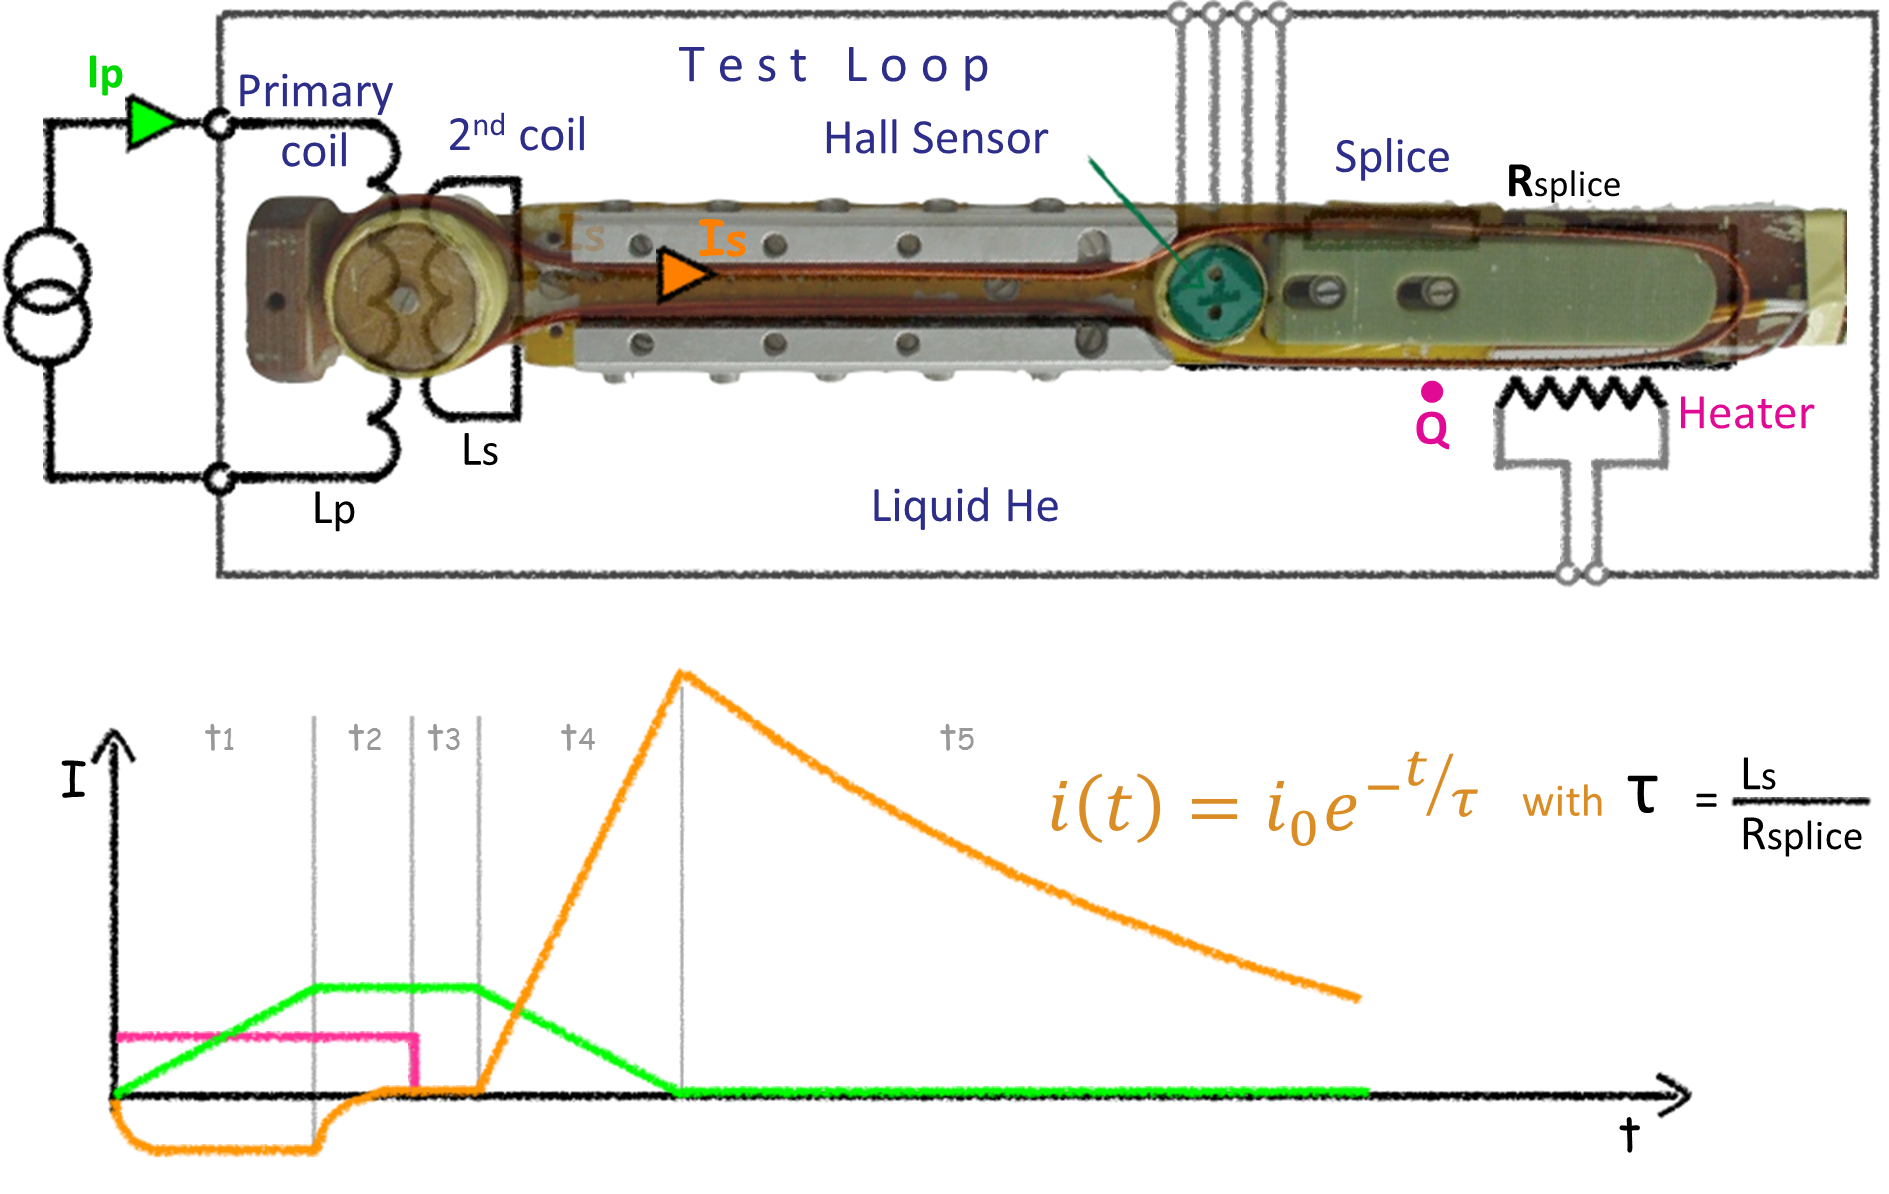 Test Loop
Ip
Primary
coil
2nd coil
Hall Sensor
Splice
Rsplice
Is
Is
Q
Heater
Ls
Lp
Liquid He
I
t1
t2
t3
t4
t5
i(t) = i₀e^(−t/τ) with τ = Ls/Rsplice
t